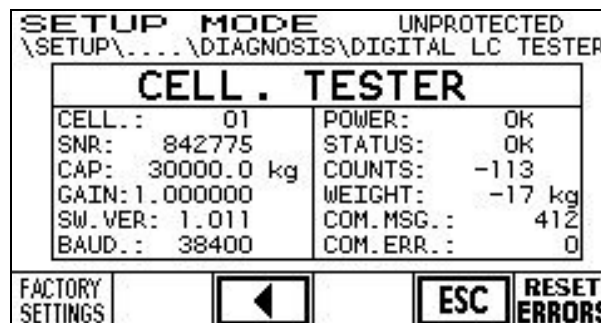 SETUP MODE UNPROTECTED
\SETUP\....\DIAGNOSIS\DIGITAL LC TESTER
CELL. TESTER
CELL.: 01 POWER: OK
SNR: 842775 STATUS: OK
CAP: 30000.0 kg COUNTS: -113
GAIN:1.000000 WEIGHT: -17 kg
SW.VER: 1.011 COM.MSG.: 412
BAUD.: 38400 COM.ERR.: 0
FACTORY SETTINGS ESC RESET ERRORS